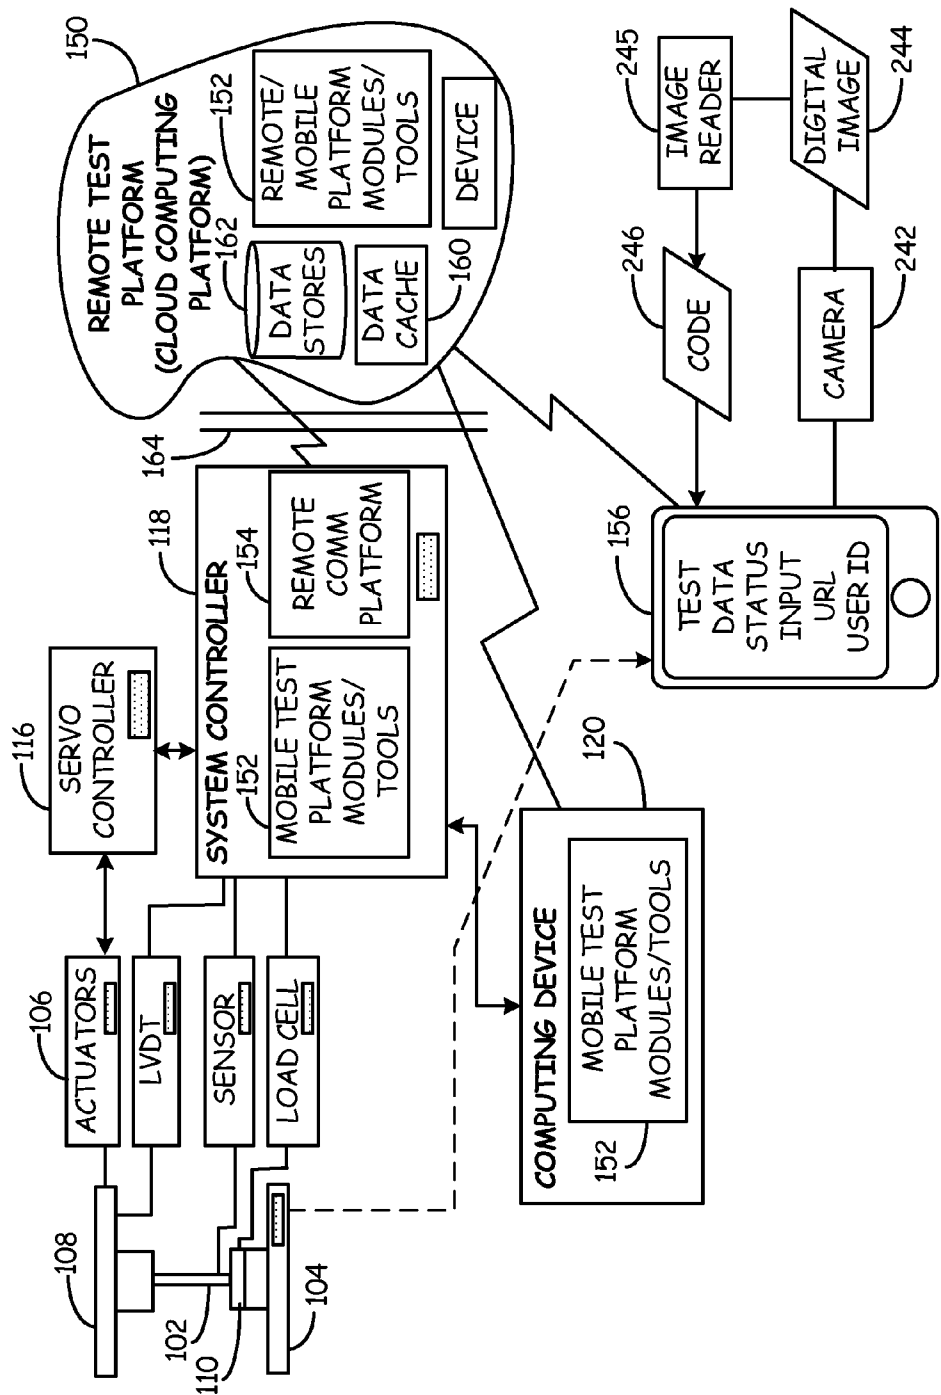 108
102
110
104
106
ACTUATORS
LVDT
SENSOR
LOAD CELL
116
SERVO
CONTROLLER
118
SYSTEM CONTROLLER
152
MOBILE TEST
PLATFORM
MODULES/
TOOLS
154
REMOTE
COMM
PLATFORM
164
150
REMOTE TEST
PLATFORM
(CLOUD COMPUTING
PLATFORM)
162
DATA
STORES
152
REMOTE/
MOBILE
PLATFORM
MODULES/
TOOLS
DATA
CACHE
160
DEVICE
COMPUTING DEVICE
120
MOBILE TEST
PLATFORM
MODULES/TOOLS
152
156
TEST
DATA
STATUS
INPUT
URL
USER ID
246
CODE
245
IMAGE
READER
CAMERA
242
DIGITAL
IMAGE
244